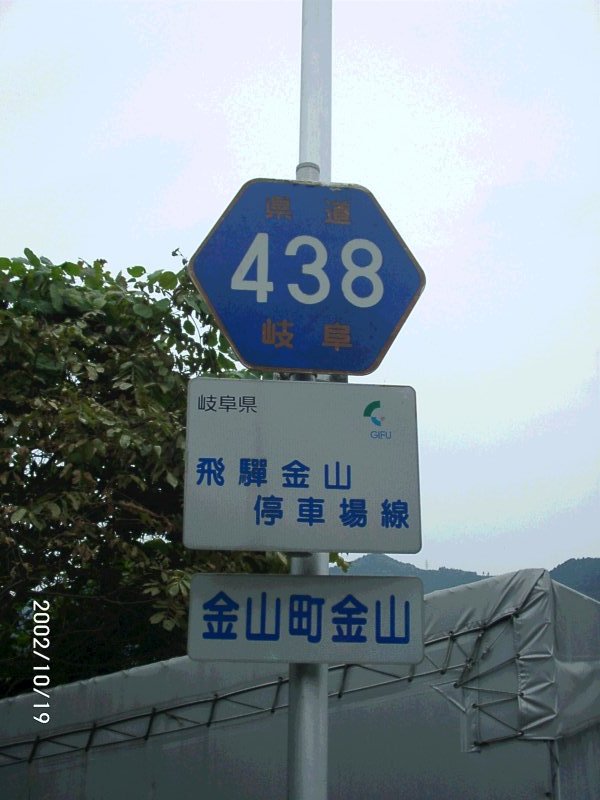 県道
438
岐阜
岐阜県
GIFU
飛驒金山
停車場線
金山町金山
2002/10/19